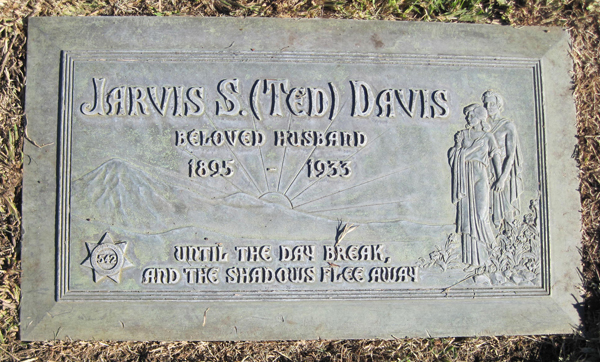 JARVIS S. (TED) DAVIS
BELOVED HUSBAND
1895 - 1933
UNTIL THE DAY BREAK,
AND THE SHADOWS FLEE AWAY